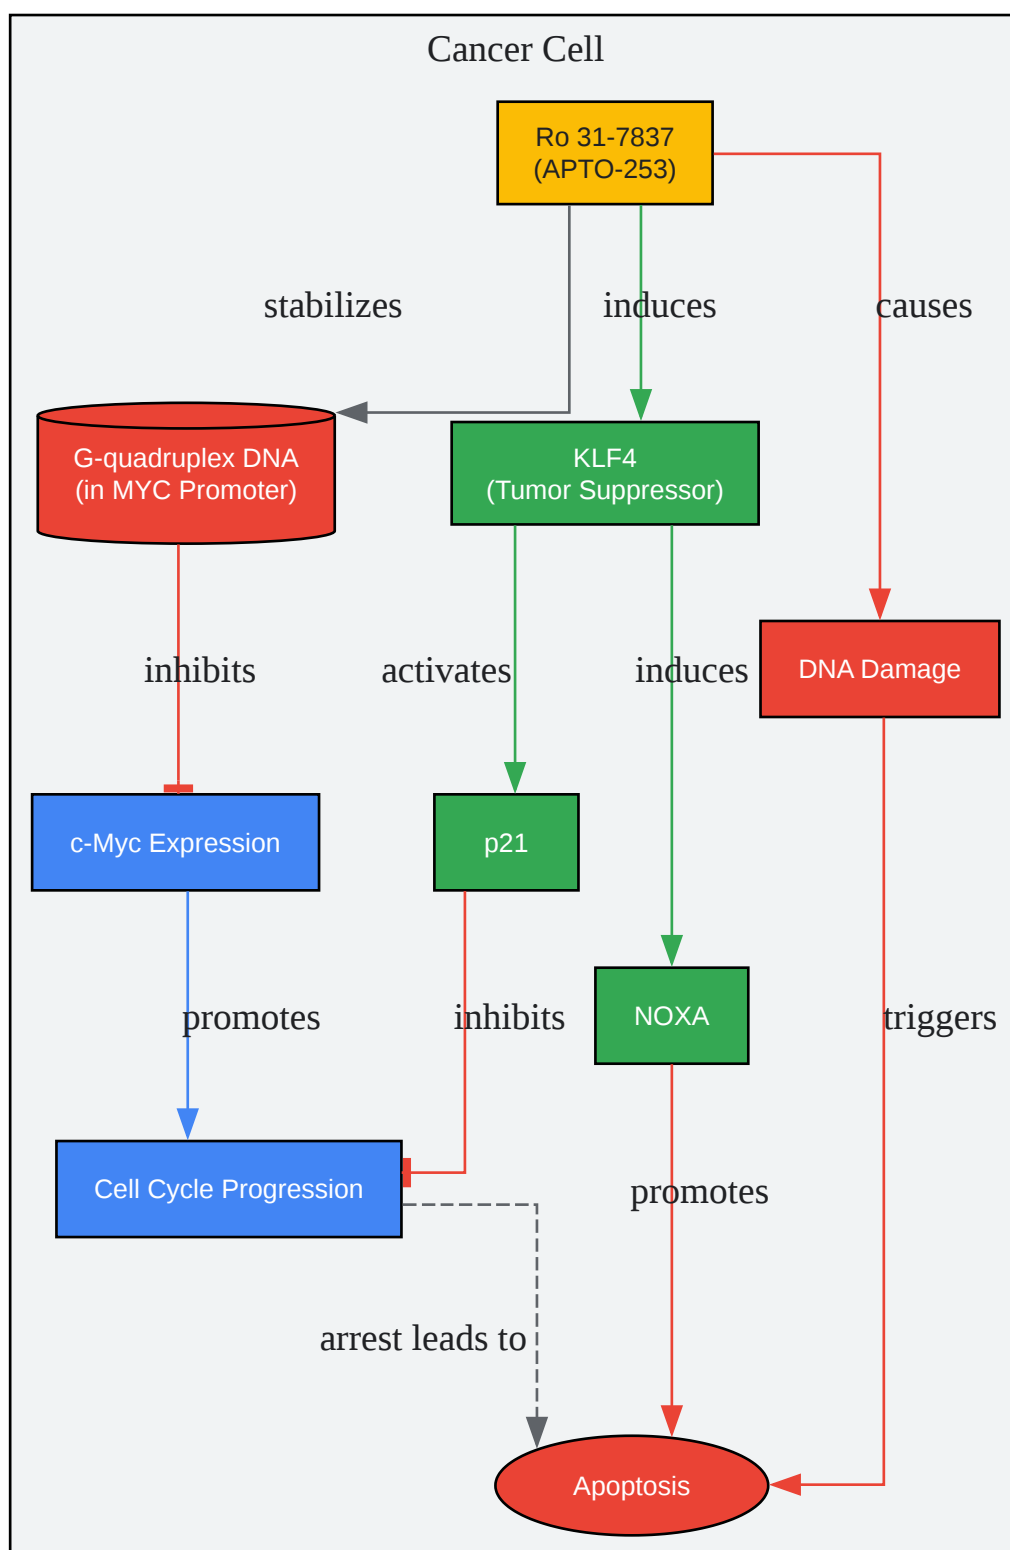 Cancer Cell
Ro 31-7837
(APTO-253)
stabilizes
induces
causes
G-quadruplex DNA
(in MYC Promoter)
KLF4
(Tumor Suppressor)
inhibits
activates
induces
DNA Damage
c-Myc Expression
p21
promotes
inhibits
NOXA
triggers
Cell Cycle Progression
promotes
arrest leads to
Apoptosis